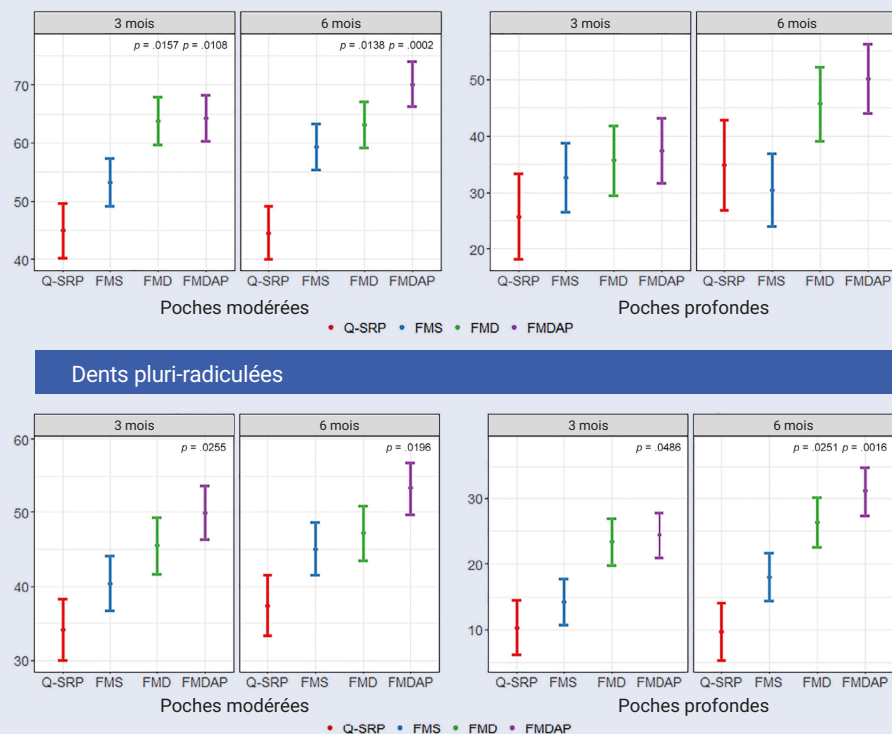 3 mois 6 mois 3 mois 6 mois
p = .0157 p = .0108 p = .0138 p = .0002
70
60
50
40
50
40
30
20
Q-SRP FMS FMD FMDAP Q-SRP FMS FMD FMDAP Q-SRP FMS FMD FMDAP Q-SRP FMS FMD FMDAP
Poches modérées Poches profondes
Q-SRP FMS FMD FMDAP
Dents pluri-radiculées
3 mois 6 mois 3 mois 6 mois
p = .0255 p = .0196 p = .0486 p = .0251 p = .0016
60
50
40
30
30
20
10
Q-SRP FMS FMD FMDAP Q-SRP FMS FMD FMDAP Q-SRP FMS FMD FMDAP Q-SRP FMS FMD FMDAP
Poches modérées Poches profondes
Q-SRP FMS FMD FMDAP